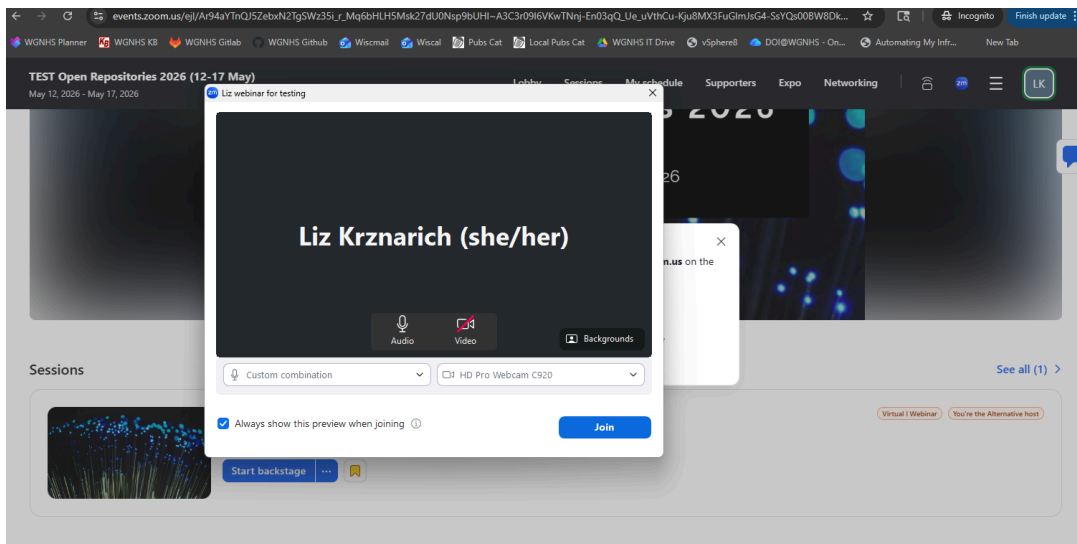 events.zoom.us/ejl/Ar94aYTnQJ5ZebxN2TgSWz35i_r_Mq6bHLH5Msk27dU0Nsp9bUHI~A3C3r09I6VKwTNnj-En03qQ_Ue_uVthCu-Kju8MX3FuGlmJsG4-SsYQs00BW8Dk...
Incognito
Finish update
WGNHS Planner
Kg WGNHS KB
WGNHS Gitlab
WGNHS Github
Wiscmail
Wiscal
Pubs Cat
Local Pubs Cat
WGNHS IT Drive
vSphere8
DOI@WGNHS - On...
Automating My Infr...
New Tab
TEST Open Repositories 2026 (12-17 May)
May 12, 2026 - May 17, 2026
Lobby Sessions My schedule Supporters Expo Networking
zm
LK
zm Liz webinar for testing
2026
26
Liz Krznarich (she/her)
m.us on the
Audio
Video
Backgrounds
Custom combination
HD Pro Webcam C920
Sessions
See all (1)
Always show this preview when joining
Join
Virtual | Webinar
You're the Alternative host
Start backstage